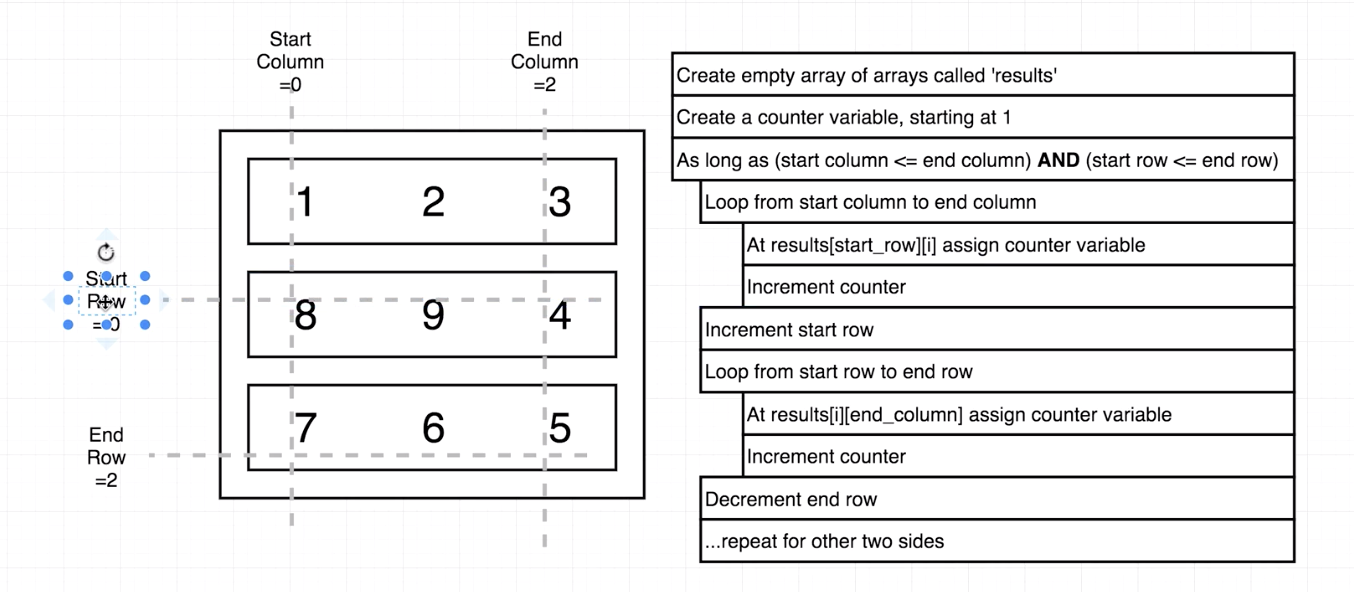 Start
Column
=0
End
Column
=2
1 2 3
Start
Row
=0
8 9 4
End
Row
=2
7 6 5
Create empty array of arrays called 'results'
Create a counter variable, starting at 1
As long as (start column <= end column) AND (start row <= end row)
Loop from start column to end column
At results[start_row][i] assign counter variable
Increment counter
Increment start row
Loop from start row to end row
At results[i][end_column] assign counter variable
Increment counter
Decrement end row
...repeat for other two sides